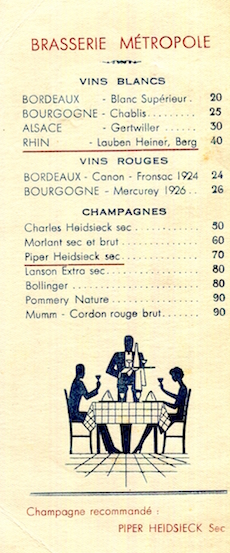 BRASSERIE MÉTROPOLE
VINS BLANCS
BORDEAUX - Blanc Supérieur. 20
BOURGOGNE - Chablis........ 25
ALSACE - Gertwiller ..... 30
RHIN - Lauben Heiner, Berg 40
VINS ROUGES
BORDEAUX - Canon - Fronsac 1924 24
BOURGOGNE - Mercurey 1926.. 26
CHAMPAGNES
Charles Heidsieck sec........... 50
Morlant sec et brut............. 60
Piper Heidsieck sec............. 70
Lanson Extra sec................ 80
Bollinger ...................... 80
Pommery Nature.................. 90
Mumm - Cordon rouge brut........ 90
Champagne recommandé :
PIPER HEIDSIECK Sec